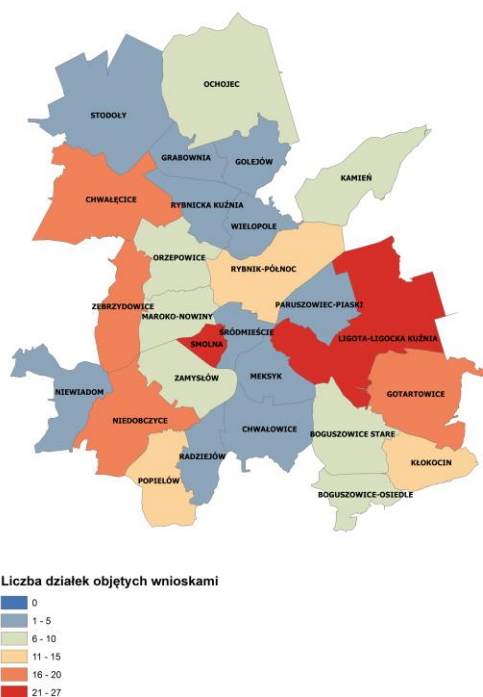 OCHOJEC
STODOŁY
GRABOWNIA
GOLEJÓW
KAMIEŃ
CHWAŁĘCICE
RYBNICKA KUŹNIA
WIELOPOLE
ORZEPOWICE
RYBNIK-PÓŁNOC
ZEBRZYDOWICE
PARUSZOWIEC-PIASKI
MAROKO-NOWINY
ŚRÓDMIEŚCIE
SMOLNA
LIGOTA-LIGOCKA KUŹNIA
ZAMYSŁÓW
MEKSYK
NIEWIADOM
GOTARTOWICE
NIEDOBCZYCE
CHWAŁOWICE
BOGUSZOWICE STARE
RADZIEJÓW
KŁOKOCIN
POPIELÓW
BOGUSZOWICE-OSIEDLE
Liczba działek objętych wnioskami
0
1 - 5
6 - 10
11 - 15
16 - 20
21 - 27